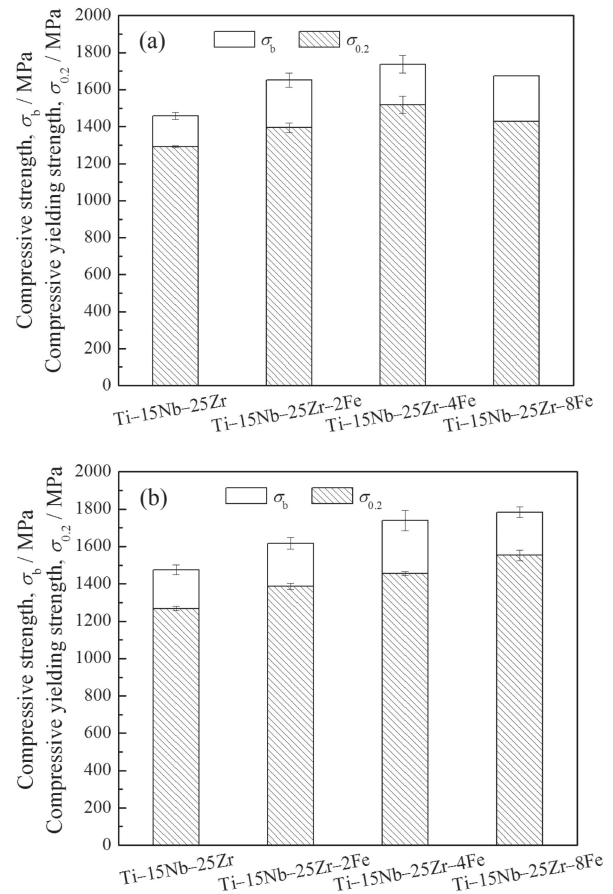 (a)
σb
σ0.2
2000
1800
1600
1400
1200
1000
800
600
400
200
0
Compressive strength, σb / MPa
Compressive yielding strength, σ0.2 / MPa
Ti–15Nb–25Zr
Ti–15Nb–25Zr–2Fe
Ti–15Nb–25Zr–4Fe
Ti–15Nb–25Zr–8Fe
(b)
σb
σ0.2
2000
1800
1600
1400
1200
1000
800
600
400
200
0
Compressive strength, σb / MPa
Compressive yielding strength, σ0.2 / MPa
Ti–15Nb–25Zr
Ti–15Nb–25Zr–2Fe
Ti–15Nb–25Zr–4Fe
Ti–15Nb–25Zr–8Fe